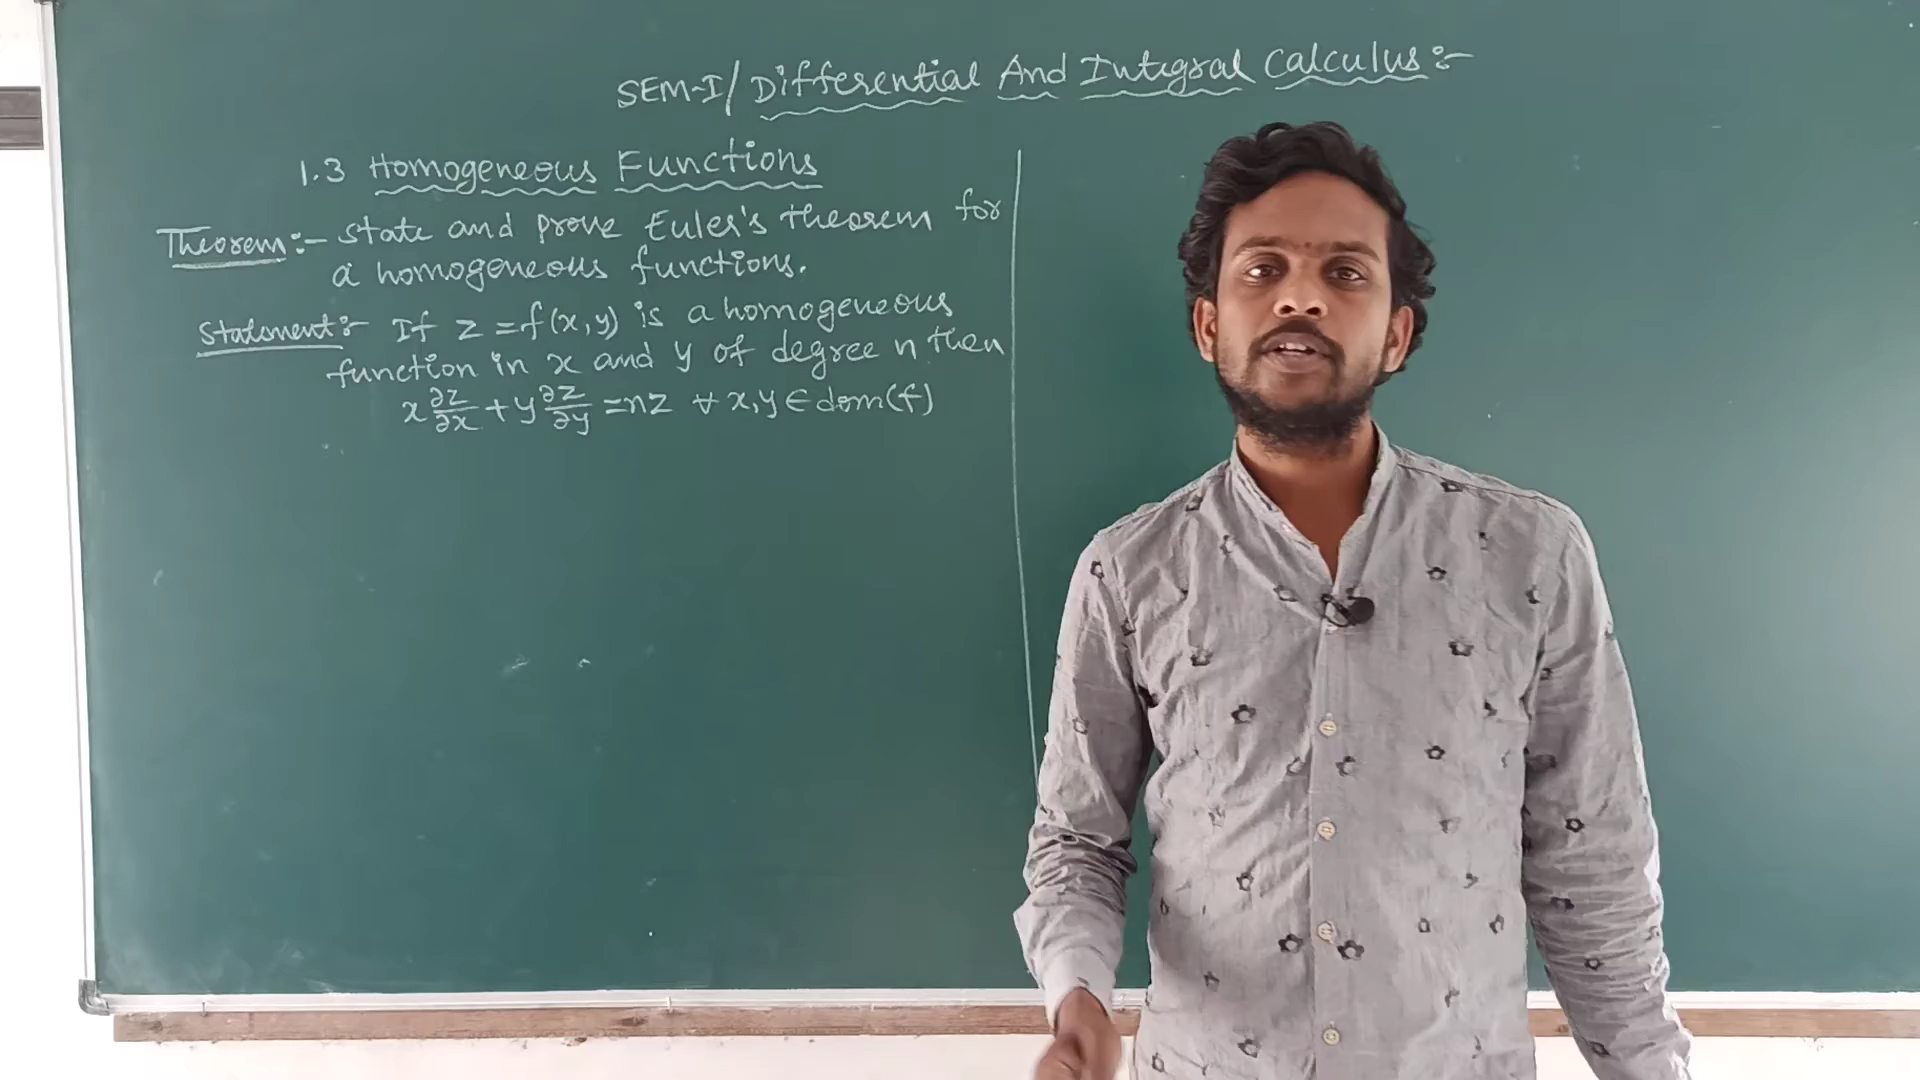 SEM-I/ Differential And Integral Calculus:-
1.3 Homogeneous Functions
Theorem:- state and prove Euler's theorem for
a homogeneous functions.
Statement:- If z = f(x,y) is a homogeneous
function in x and y of degree n then
x ∂z/∂x + y ∂z/∂y = nz ∀ x,y ∈ dom(f)